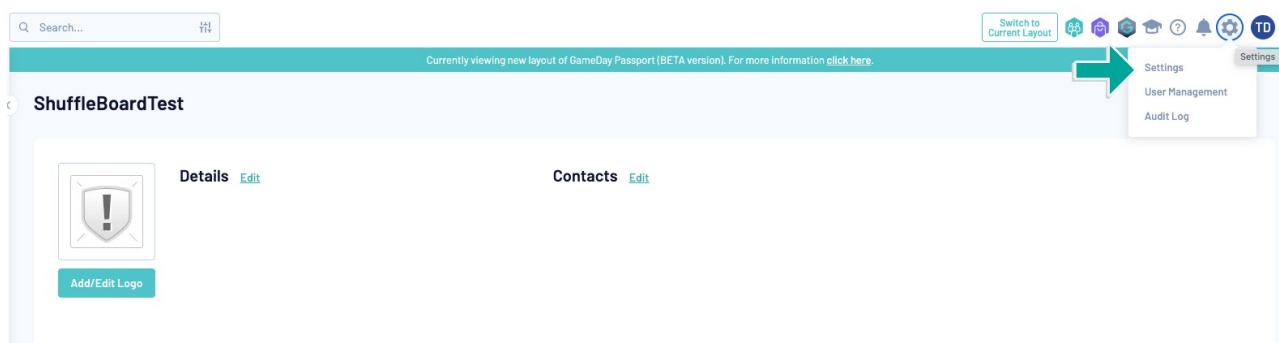 Search...
Switch to
Current Layout
TD
Currently viewing new layout of GameDay Passport (BETA version). For more information click here.
Settings
Settings
User Management
Audit Log
ShuffleBoardTest
Details Edit
Contacts Edit
Add/Edit Logo